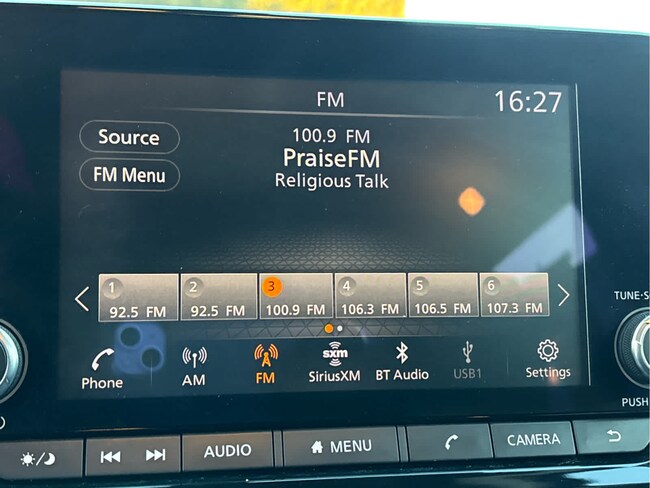 FM
16:27
Source
100.9 FM
FM Menu
PraiseFM
Religious Talk
1 2 3 4 5 6
92.5 FM 92.5 FM 100.9 FM 106.3 FM 106.5 FM 107.3 FM
sxm
Phone AM FM SiriusXM BT Audio USB1 Settings
TUNE·S
PUSH
AUDIO MENU CAMERA